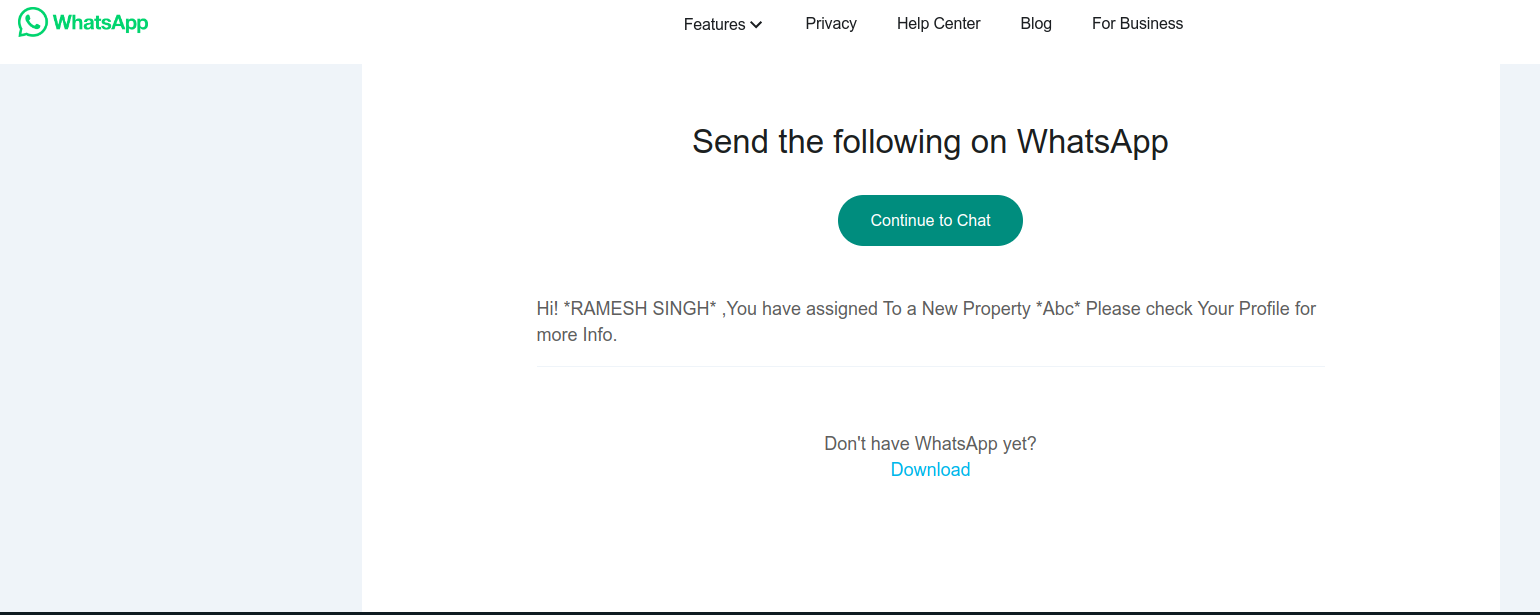 WhatsApp
Features
Privacy
Help Center
Blog
For Business
Send the following on WhatsApp
Continue to Chat
Hi! *RAMESH SINGH* ,You have assigned To a New Property *Abc* Please check Your Profile for
more Info.
Don't have WhatsApp yet?
Download